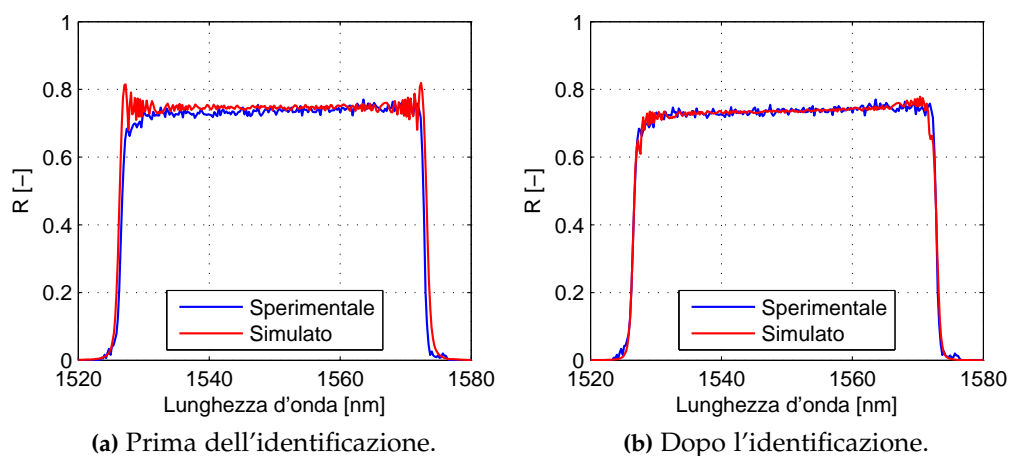 1
0.8
0.6
0.4
0.2
0
R [−]
Sperimentale
Simulato
1520 1540 1560 1580
Lunghezza d'onda [nm]
(a) Prima dell'identificazione.
1
0.8
0.6
0.4
0.2
0
R [−]
Sperimentale
Simulato
1520 1540 1560 1580
Lunghezza d'onda [nm]
(b) Dopo l'identificazione.